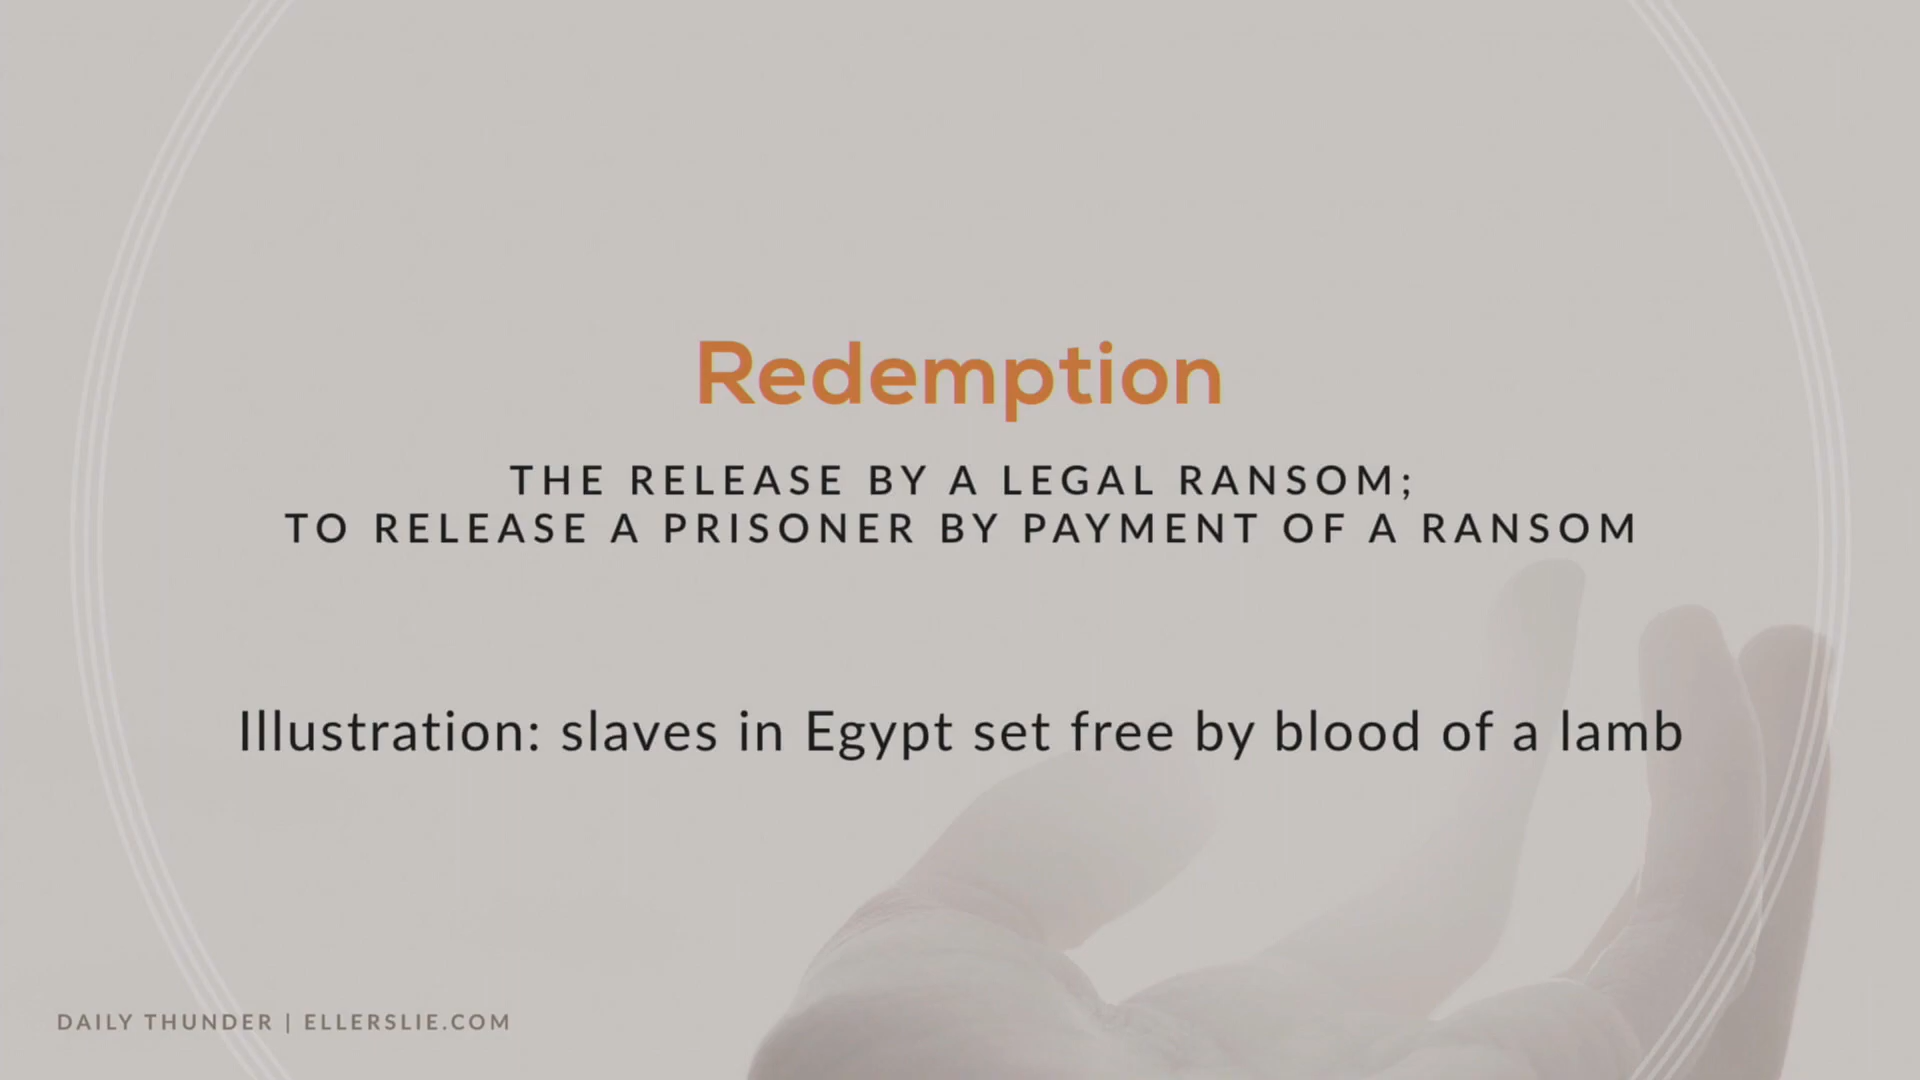 Redemption
THE RELEASE BY A LEGAL RANSOM;
TO RELEASE A PRISONER BY PAYMENT OF A RANSOM
Illustration: slaves in Egypt set free by blood of a lamb
DAILY THUNDER | ELLERSLIE.COM